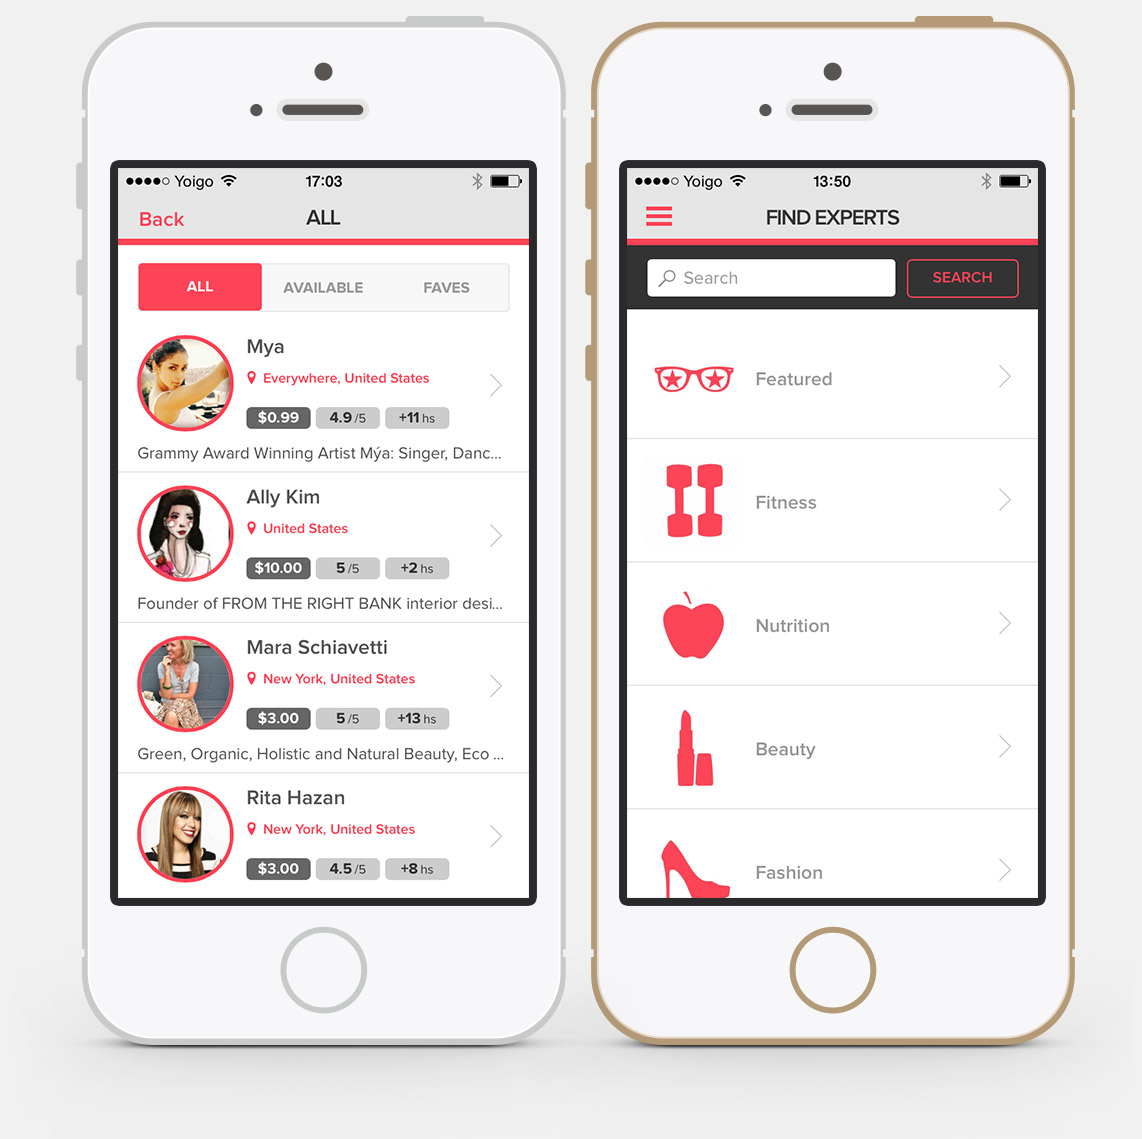 Yoigo 17:03
Back ALL
ALL AVAILABLE FAVES
Mya
Everywhere, United States
$0.99 4.9 /5 +11 hs
Grammy Award Winning Artist Mýa: Singer, Danc...
Ally Kim
United States
$10.00 5 /5 +2 hs
Founder of FROM THE RIGHT BANK interior desi...
Mara Schiavetti
New York, United States
$3.00 5 /5 +13 hs
Green, Organic, Holistic and Natural Beauty, Eco ...
Rita Hazan
New York, United States
$3.00 4.5 /5 +8 hs
Yoigo 13:50
FIND EXPERTS
Search SEARCH
Featured
Fitness
Nutrition
Beauty
Fashion